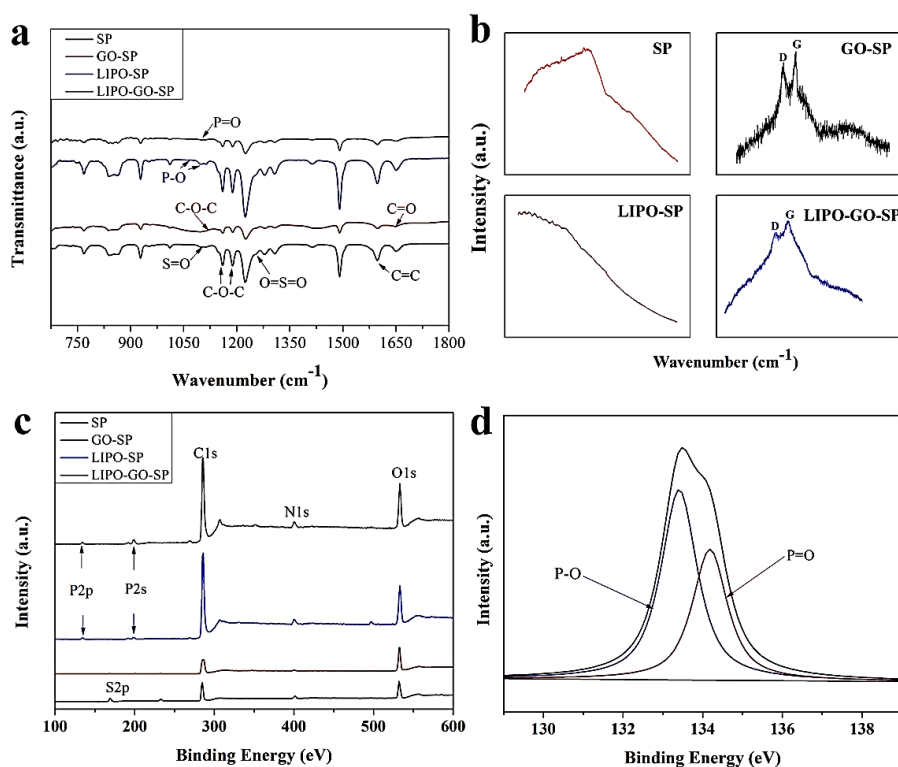 a
SP
GO-SP
LIPO-SP
LIPO-GO-SP
P=O
P-O
C-O-C
C=O
S=O
C-O-C
O=S=O
C=C
Transmittance (a.u.)
750 900 1050 1200 1350 1500 1650 1800
Wavenumber (cm-1)
b
SP
GO-SP
D G
LIPO-SP
LIPO-GO-SP
D G
Intensity (a.u.)
Wavenumber (cm-1)
c
SP
GO-SP
LIPO-SP
LIPO-GO-SP
C1s
O1s
N1s
P2p P2s
S2p
Intensity (a.u.)
100 200 300 400 500 600
Binding Energy (eV)
d
P-O
P=O
Intensity (a.u.)
130 132 134 136 138
Binding Energy (eV)